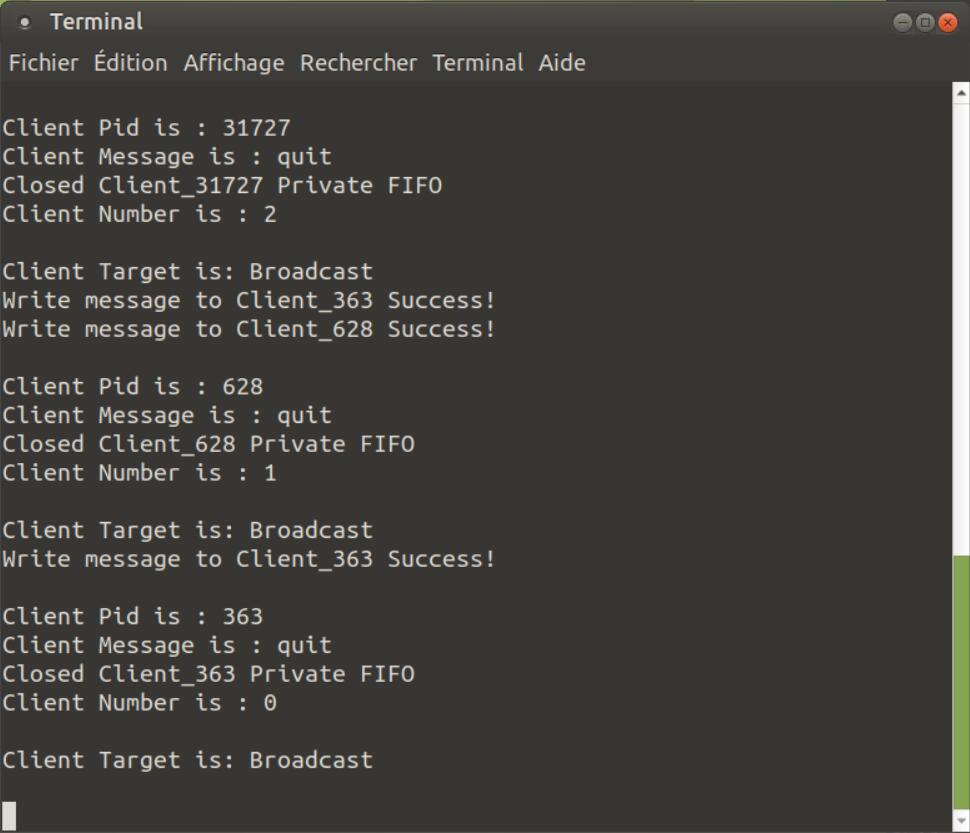 Terminal
Fichier Édition Affichage Rechercher Terminal Aide
Client Pid is : 31727
Client Message is : quit
Closed Client_31727 Private FIFO
Client Number is : 2
Client Target is: Broadcast
Write message to Client_363 Success!
Write message to Client_628 Success!
Client Pid is : 628
Client Message is : quit
Closed Client_628 Private FIFO
Client Number is : 1
Client Target is: Broadcast
Write message to Client_363 Success!
Client Pid is : 363
Client Message is : quit
Closed Client_363 Private FIFO
Client Number is : 0
Client Target is: Broadcast